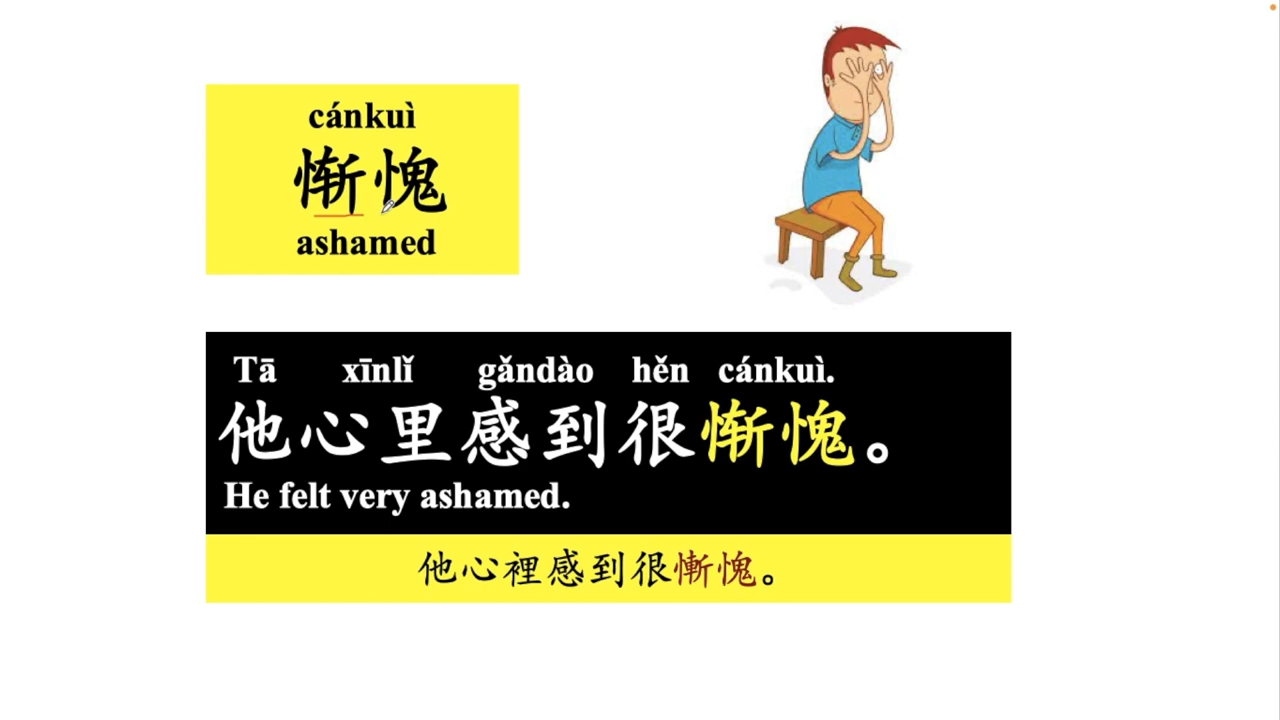 cánkuì
惭愧
ashamed
Tā xīnlǐ gǎndào hěn cánkuì.
他心里感到很惭愧。
He felt very ashamed.
他心裡感到很慚愧。